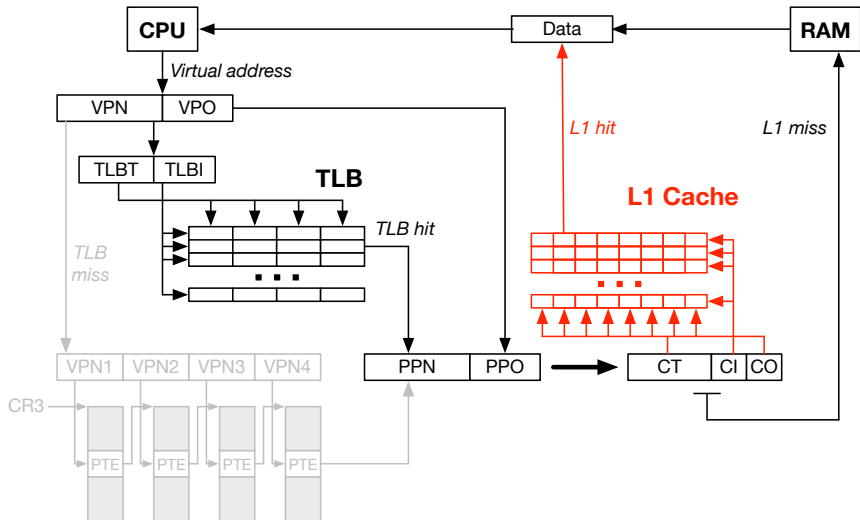 CPU
Data
RAM
Virtual address
VPN VPO
L1 hit
L1 miss
TLBT TLBI
TLB
L1 Cache
TLB hit
TLB
miss
VPN1 VPN2 VPN3 VPN4
PPN PPO
CT CI CO
CR3
PTE PTE PTE PTE